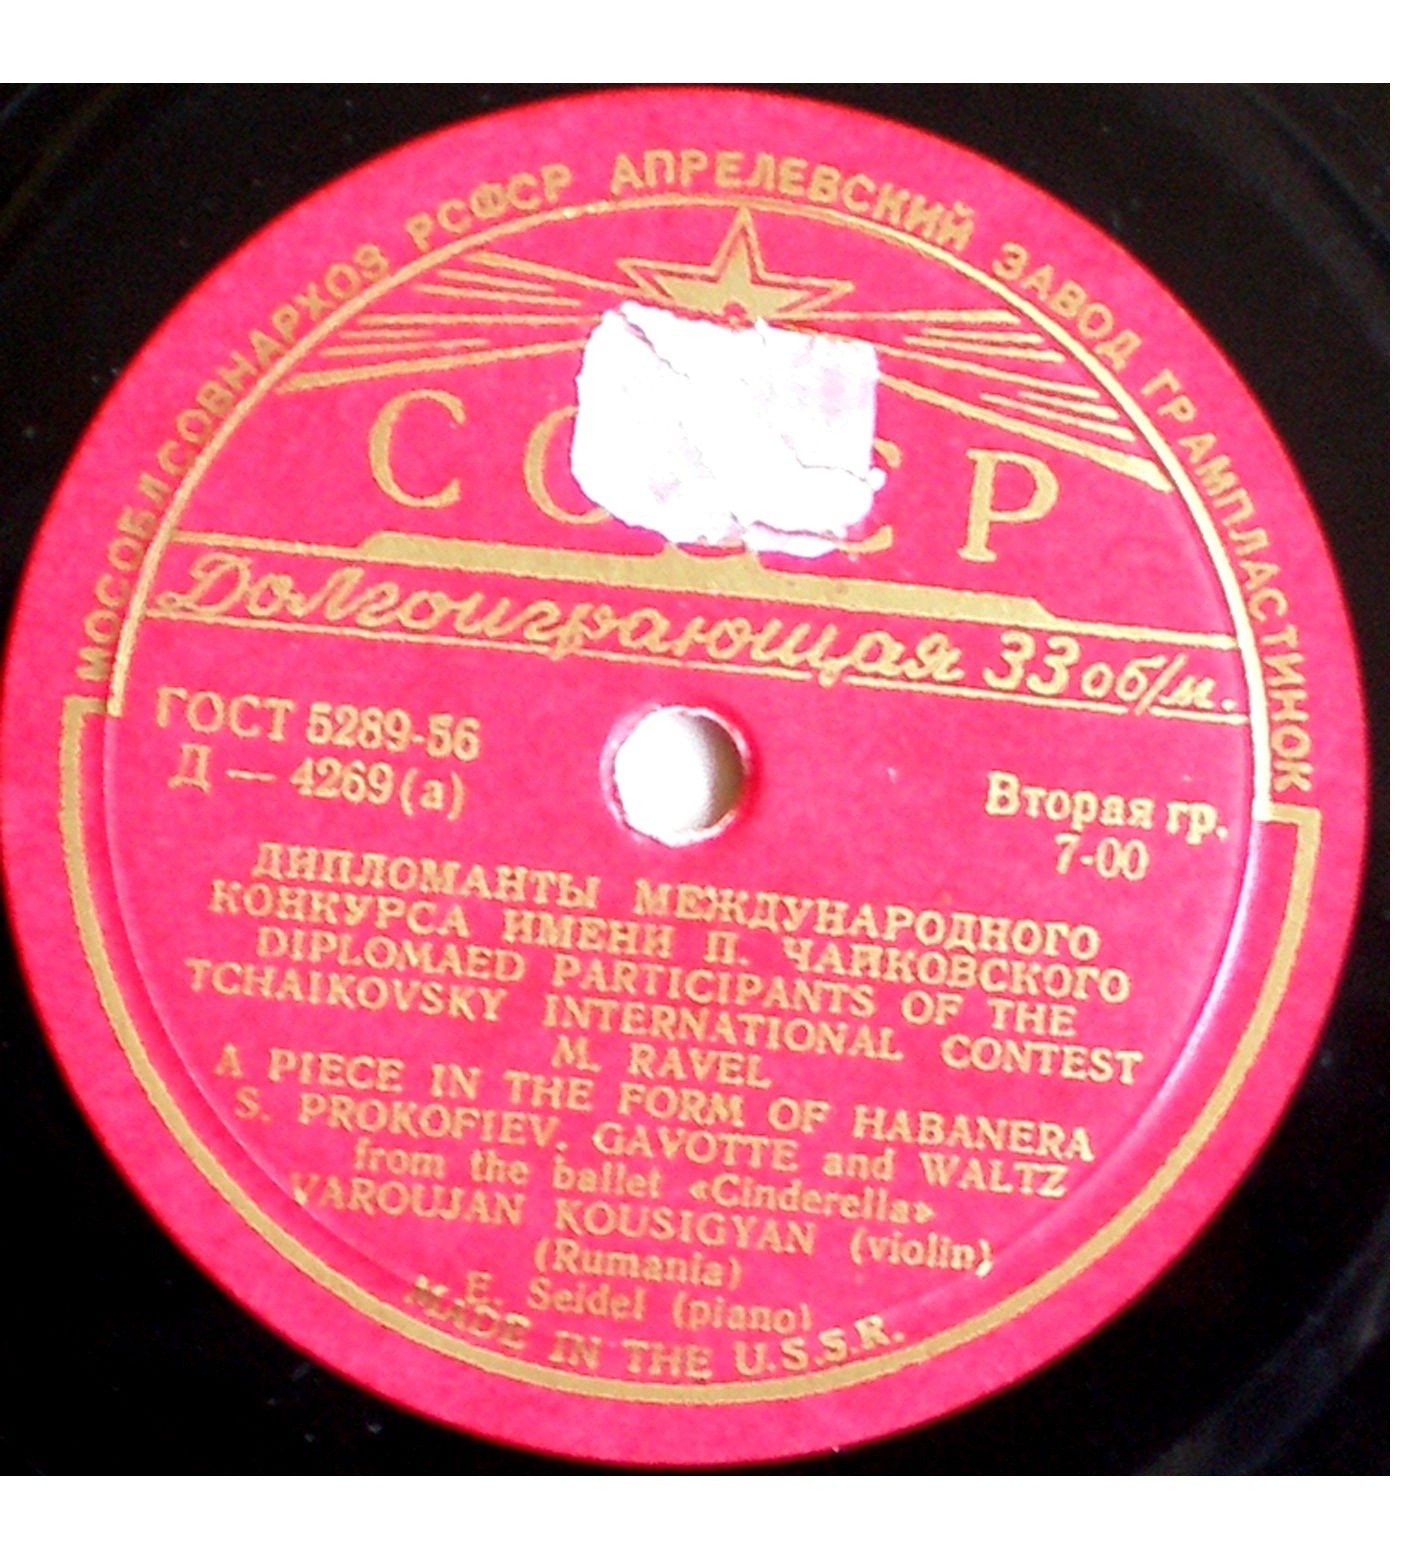 МОСОБЛСОВНАРХОЗ РСФСР АПРЕЛЕВСКИЙ ЗАВОД ГРАМПЛАСТИНОК
С Р
Долгоиграющая 33 об/м.
ГОСТ 5289-56
Д — 4269 (а)
Вторая гр.
7-00
ДИПЛОМАНТЫ МЕЖДУНАРОДНОГО
КОНКУРСА ИМЕНИ П. ЧАЙКОВСКОГО
DIPLOMAED PARTICIPANTS OF THE
TCHAIKOVSKY INTERNATIONAL CONTEST
M. RAVEL
A PIECE IN THE FORM OF HABANERA
S. PROKOFIEV. GAVOTTE and WALTZ
from the ballet «Cinderella»
VAROUJAN KOUSIGYAN (violin)
(Rumania)
E. Seidel (piano)
MADE IN THE U.S.S.R.